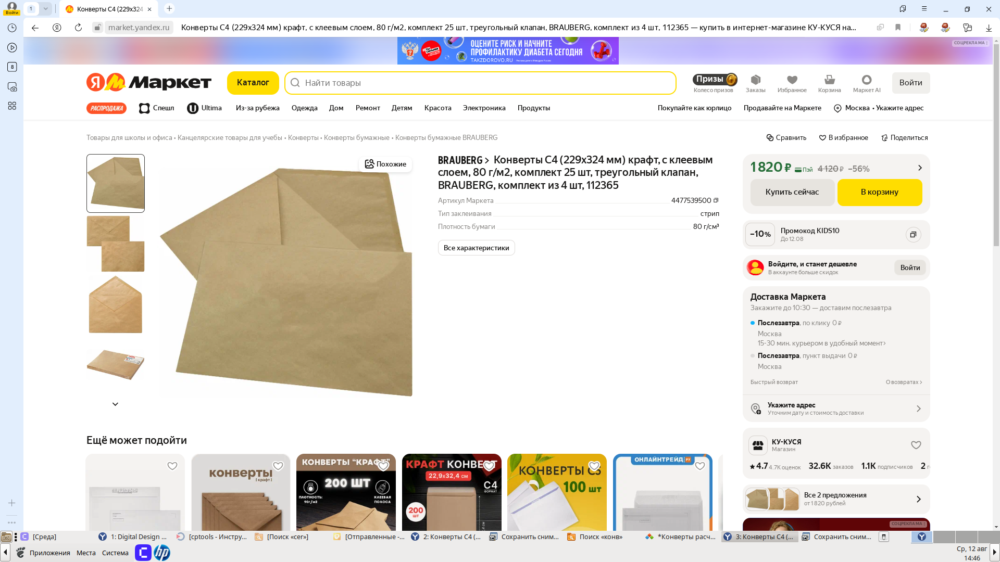 Войти
1
Конверты С4 (229х324
8
market.yandex.ru
Конверты С4 (229х324 мм) крафт, с клеевым слоем, 80 г/м2, комплект 25 шт, треугольный клапан, BRAUBERG, комплект из 4 шт, 112365 — купить в интернет-магазине КУ-КУСЯ на...
ТЫ СИЛЬНЕЕ
ОЦЕНИТЕ РИСК И НАЧНИТЕ
ПРОФИЛАКТИКУ ДИАБЕТА СЕГОДНЯ
TAKZDOROVO.RU
СОЦРЕКЛАМА
Я М Маркет
Каталог
Найти товары
Призы
Колесо призов
Заказы
Избранное
Корзина
Маркет AI
Войти
РАСПРОДАЖА
Спешл
Ultima
Из-за рубежа
Одежда
Дом
Ремонт
Детям
Красота
Электроника
Продукты
Покупайте как юрлицо
Продавайте на Маркете
Москва • Укажите адрес
Товары для школы и офиса • Канцелярские товары для учебы • Конверты • Конверты бумажные • Конверты бумажные BRAUBERG
Сравнить
В избранное
Поделиться
Похожие
BRAUBERG > Конверты С4 (229х324 мм) крафт, с клеевым
слоем, 80 г/м2, комплект 25 шт, треугольный клапан,
BRAUBERG, комплект из 4 шт, 112365
Артикул Маркета 4477539500
Тип заклеивания стрип
Плотность бумаги 80 г/см³
Все характеристики
1 820 ₽ Пэй 4 120 ₽ –56%
Купить сейчас
В корзину
–10%
Промокод KIDS10
До 12.08
Войдите, и станет дешевле
В аккаунте больше скидок
Войти
Доставка Маркета
Закажите до 10:30 — доставим послезавтра
Послезавтра, по клику 0 ₽
Москва
15-30 мин. курьером в удобный момент
Послезавтра, пункт выдачи 0 ₽
Москва
Быстрый возврат
О возвратах
Укажите адрес
Уточним дату и стоимость доставки
КУ-КУСЯ
Магазин
4.7 4.7K оценок 32.6K заказов 1.1K подписчиков 2 г
Все 2 предложения
от 1 820 рублей
СОЦРЕКЛАМА
Ещё может подойти
конверты
[ крафт ]
КОНВЕРТЫ "КРАФТ"
200 ШТ
ПЛОТНОСТЬ:
90г/м2
КЛЕЕВАЯ
ПОЛОСА
КРАФТ КОНВЕРТ
22,9х32,4 см
С4
ФОРМАТ
200
шт
КОНВЕРТЫ С5
100 шт
ОНЛАЙНТРЕЙД РУ
[Среда]
1: Digital Design ...
[cptools - Инстру...
[Поиск «сег»]
[Отправленные -...
2: Конверты С4 (...
Сохранить сним...
Поиск «конв»
*Конверты расч...
3: Конверты С4 (...
Сохранить сним...
Приложения
Места
Система
hp
Ср, 12 авг
14:46